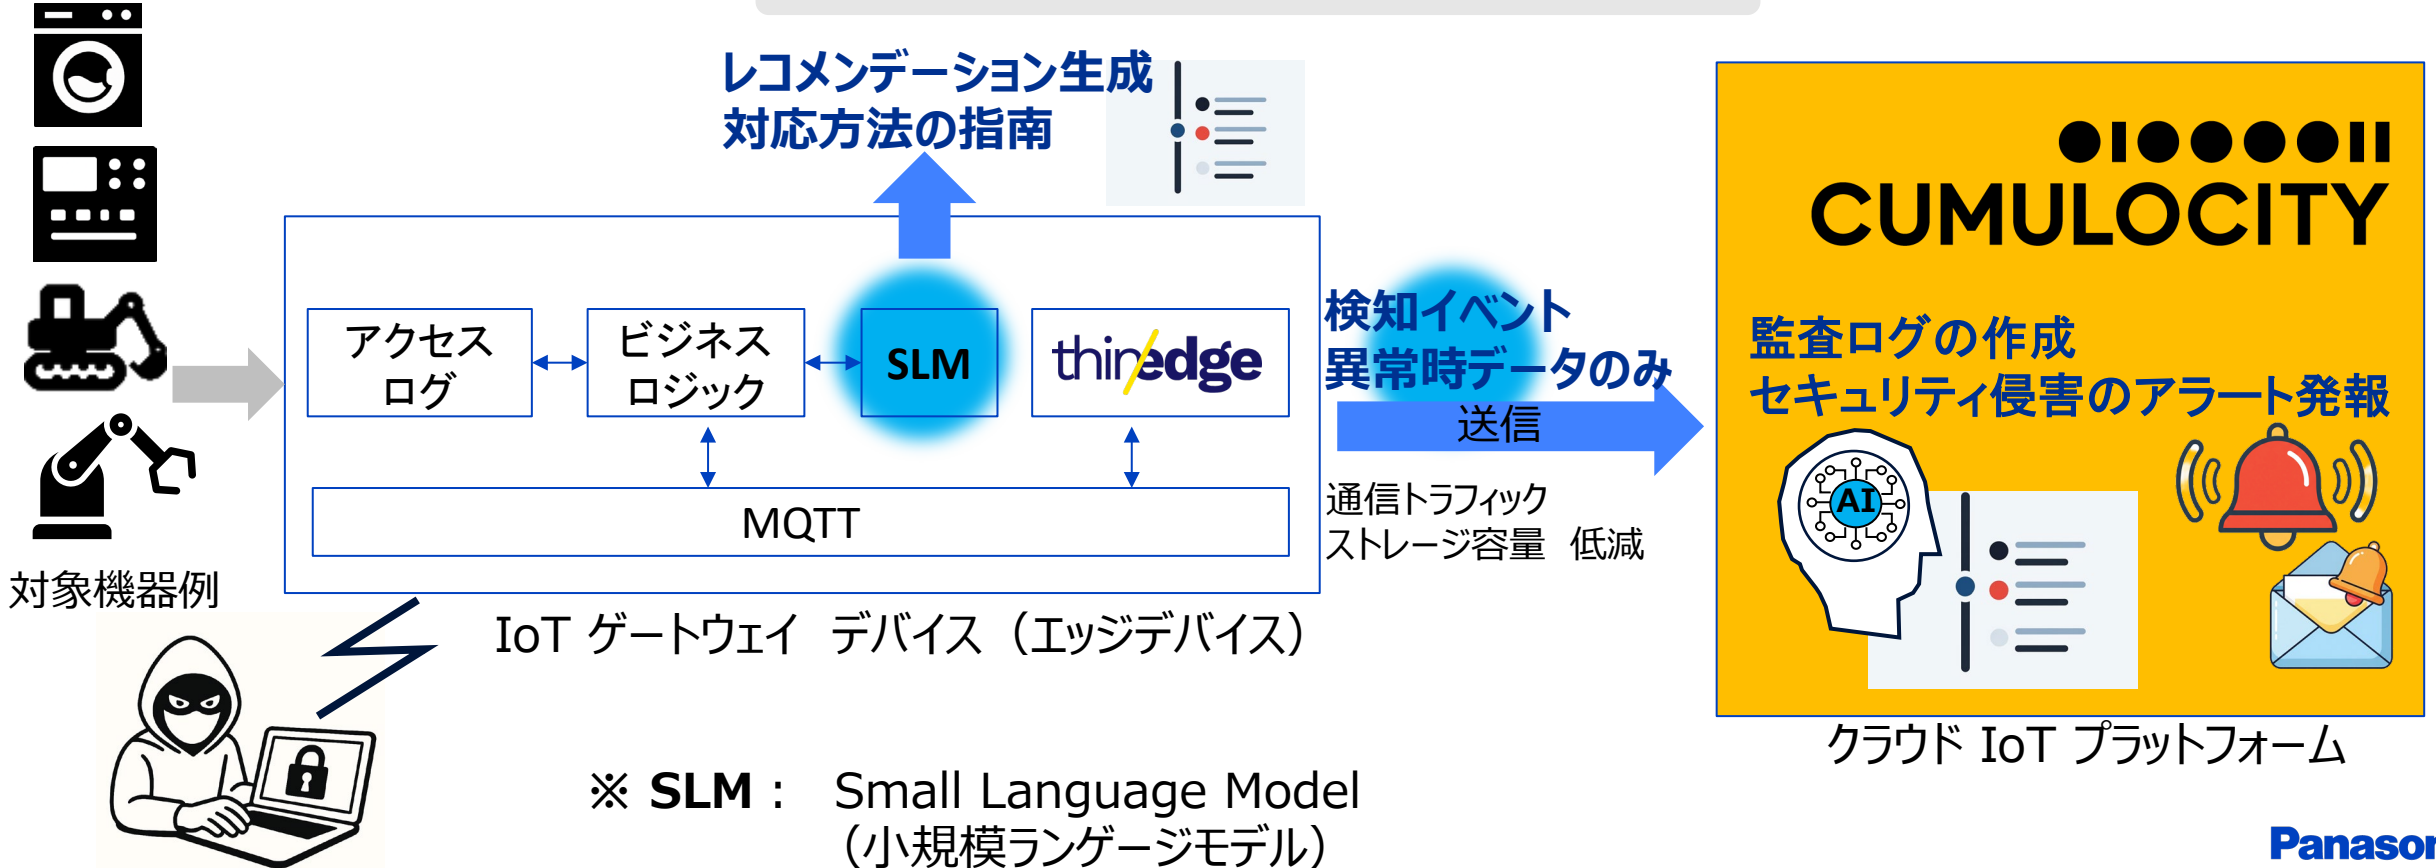 レコメンデーション生成
対応方法の指南
CUMULOCITY
アクセス
ログ
ビジネス
ロジック
SLM
thinedge
検知イベント
異常時データのみ
送信
監査ログの作成
セキュリティ侵害のアラート発報
AI
MQTT
通信トラフィック
ストレージ容量 低減
対象機器例
IoT ゲートウェイ デバイス（エッジデバイス）
クラウド IoT プラットフォーム
※ SLM： Small Language Model
（小規模ランゲージモデル）
Panason